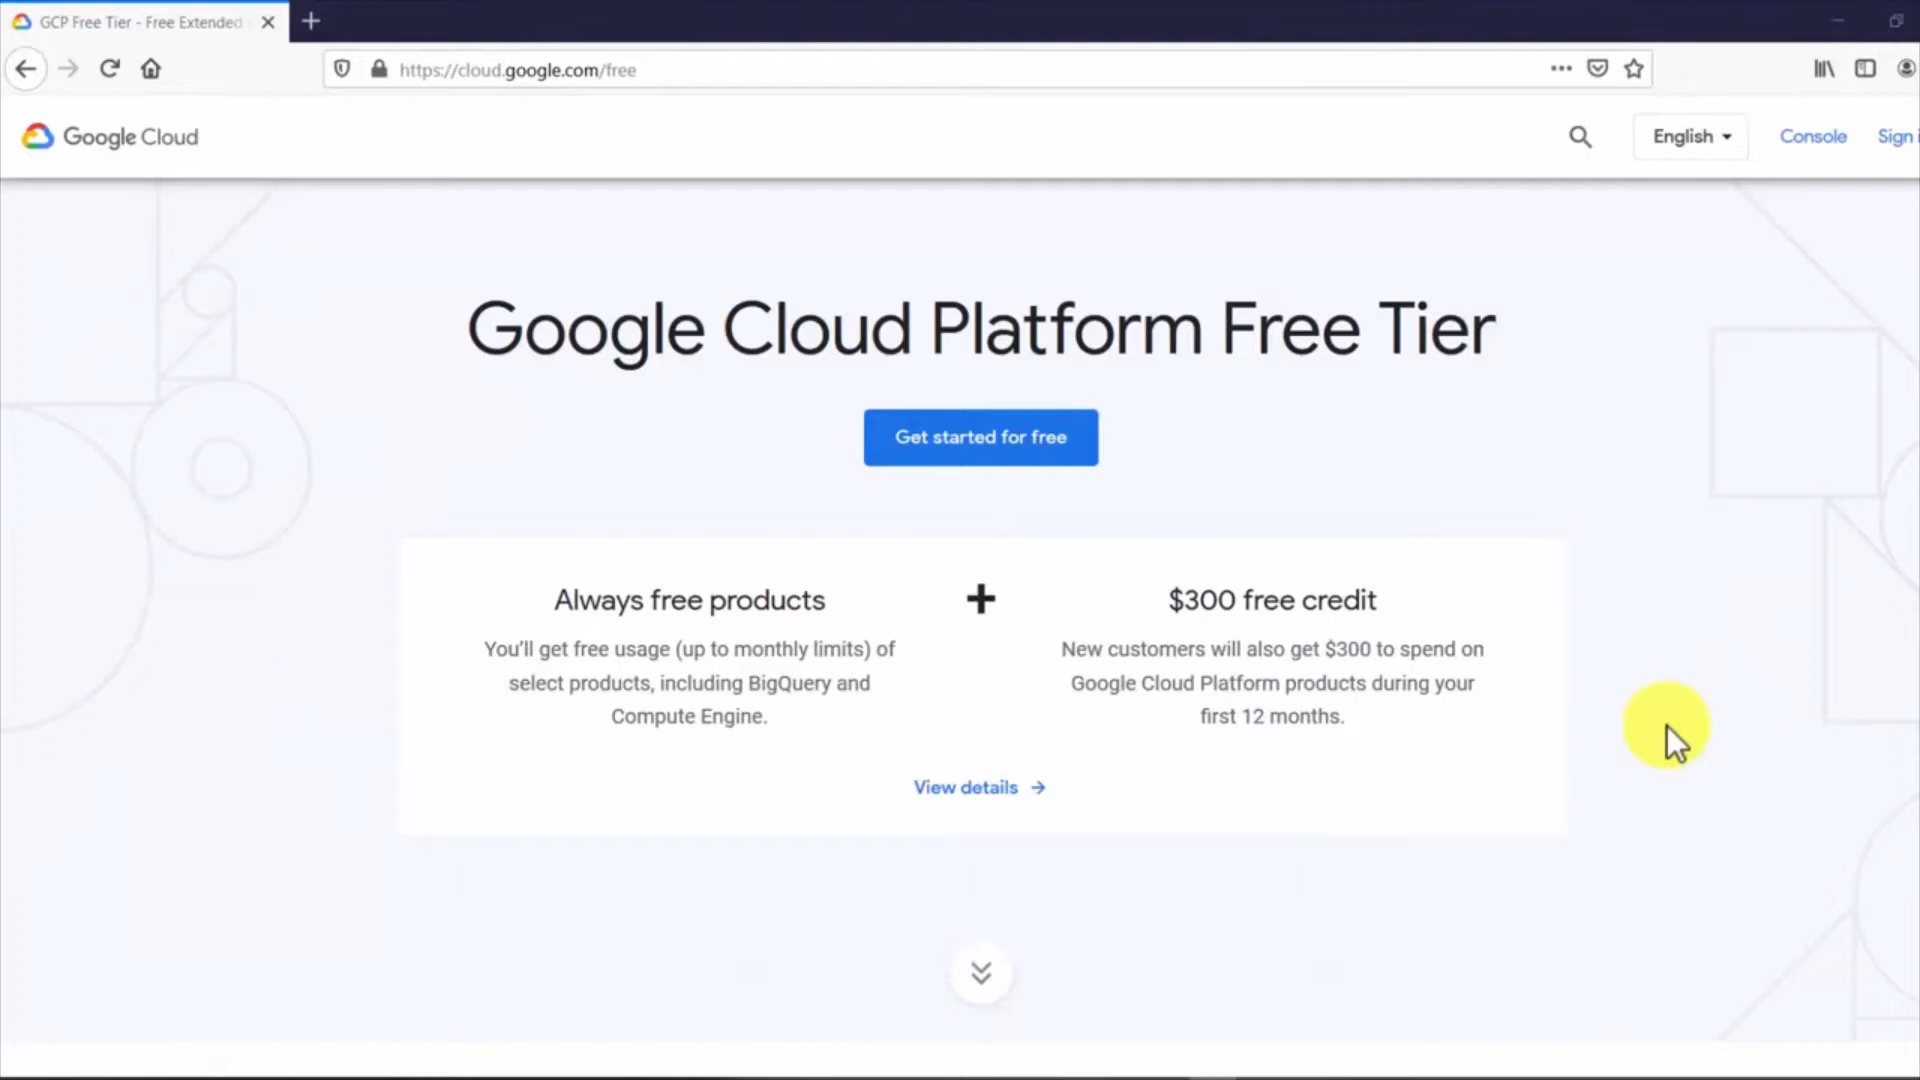 GCP Free Tier - Free Extended
https://cloud.google.com/free
Google Cloud
English
Console
Sign
Google Cloud Platform Free Tier
Get started for free
Always free products
You'll get free usage (up to monthly limits) of
select products, including BigQuery and
Compute Engine.
+
$300 free credit
New customers will also get $300 to spend on
Google Cloud Platform products during your
first 12 months.
View details →